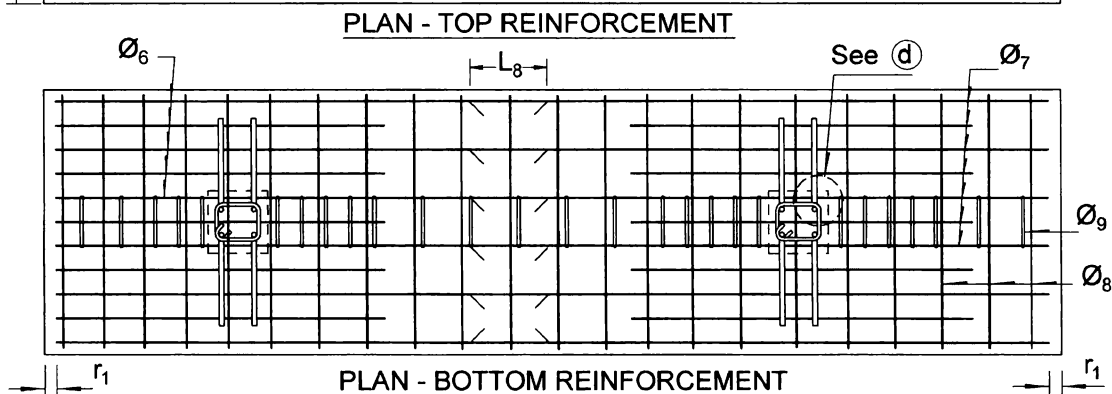 PLAN - TOP REINFORCEMENT
Ø₆
L₈
See ⓓ
Ø₇
Ø₉
Ø₈
r₁
PLAN - BOTTOM REINFORCEMENT
r₁